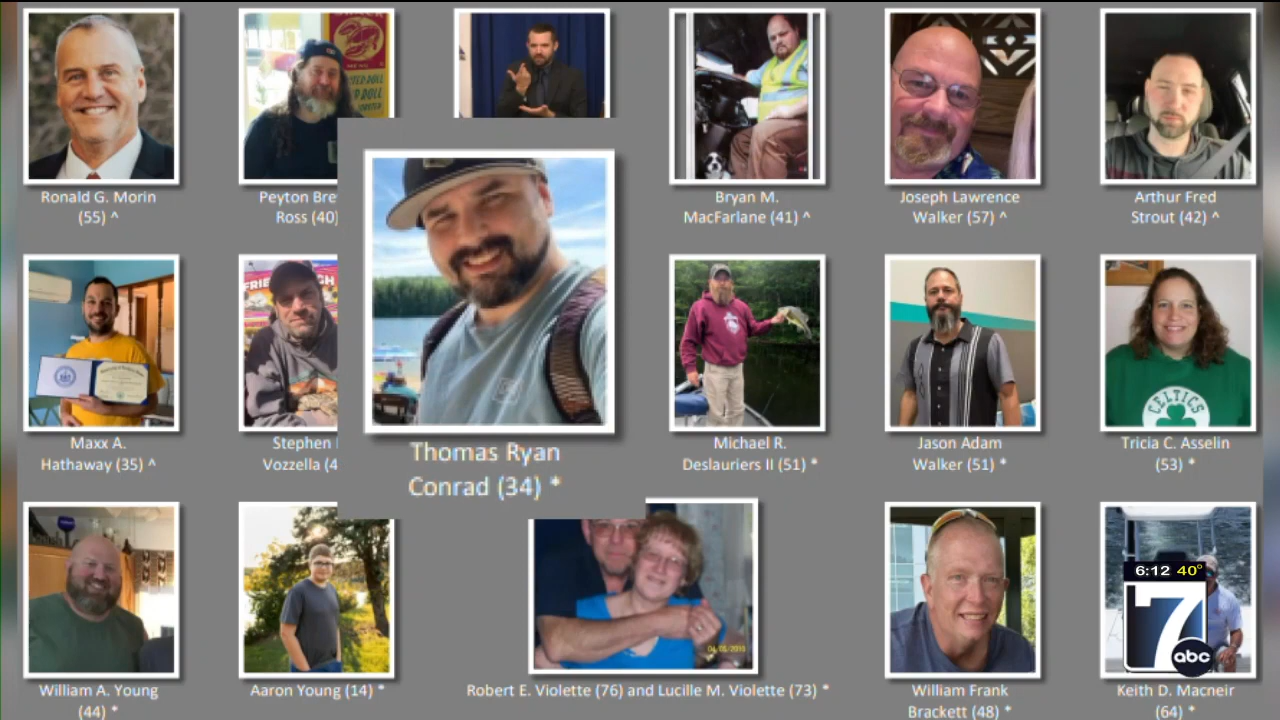 Ronald G. Morin
(55) ^
Peyton Bre
Ross (40)
Bryan M.
MacFarlane (41) ^
Joseph Lawrence
Walker (57) ^
Arthur Fred
Strout (42) ^
Maxx A.
Hathaway (35) ^
Stephen
Vozzella (4
Thomas Ryan
Conrad (34) *
Michael R.
Deslauriers II (51) *
Jason Adam
Walker (51) *
CELTICS
Tricia C. Asselin
(53) *
William A. Young
(44) *
Aaron Young (14) *
Robert E. Violette (76) and Lucille M. Violette (73) *
William Frank
Brackett (48) *
6:12 40°
7
abc
Keith D. Macneir
(64) *